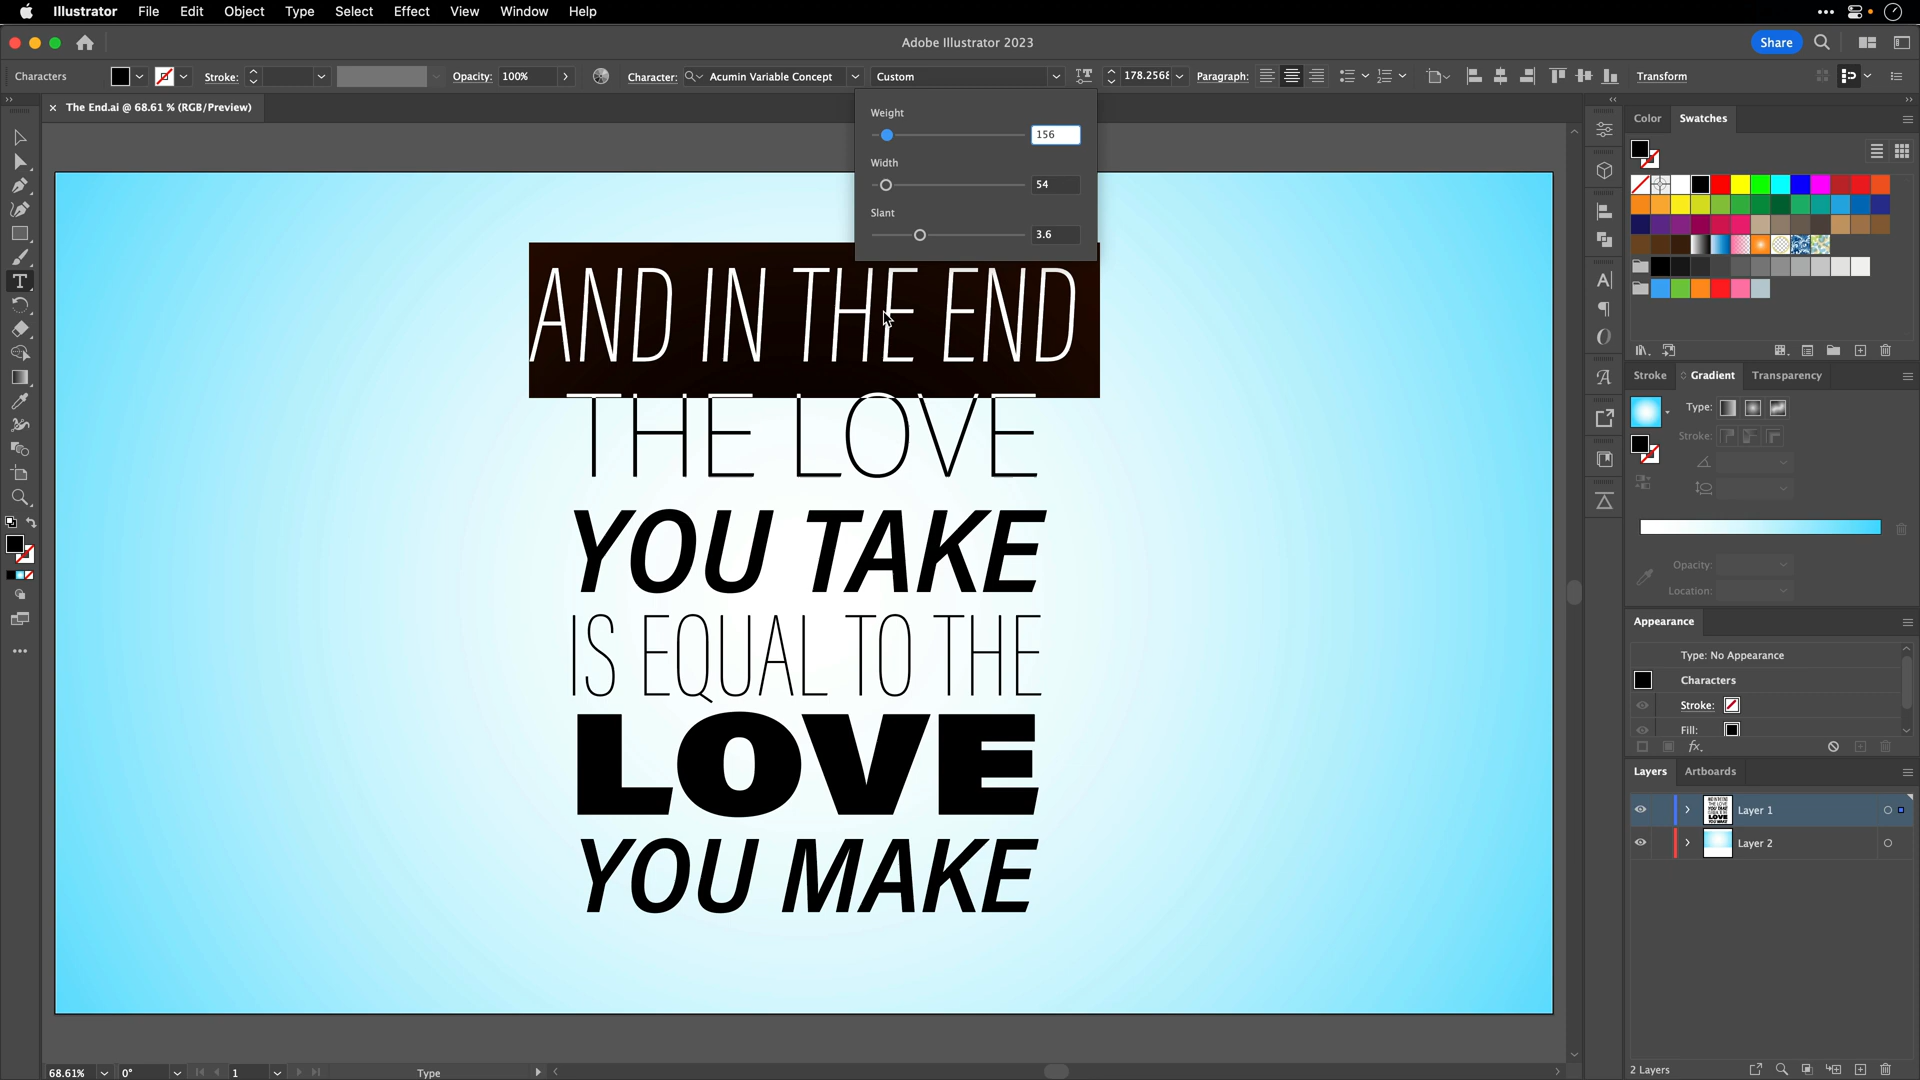 Illustrator File Edit Object Type Select Effect View Window Help
Adobe Illustrator 2023
Share
Characters Stroke: Opacity: 100% Character: Acumin Variable Concept Custom 178.256 Paragraph: Transform
The End.ai @ 68.61 % (RGB/Preview)
Weight
156
Width
54
Slant
3.6
AND IN THE END
THE LOVE
YOU TAKE
IS EQUAL TO THE
LOVE
YOU MAKE
Color Swatches
Stroke Gradient Transparency
Type:
Stroke:
Opacity:
Location:
Appearance
Type: No Appearance
Characters
Stroke:
Fill:
fx
Layers Artboards
Layer 1
Layer 2
2 Layers
68.61% 0° 1 Type